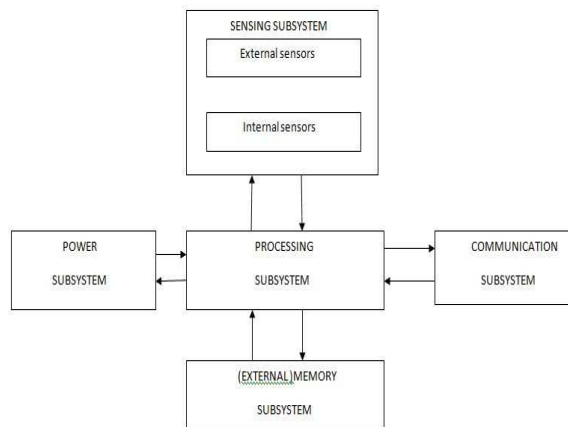 SENSING SUBSYSTEM
External sensors
Internal sensors
POWER
SUBSYSTEM
PROCESSING
SUBSYSTEM
COMMUNICATION
SUBSYSTEM
(EXTERNAL)MEMORY
SUBSYSTEM